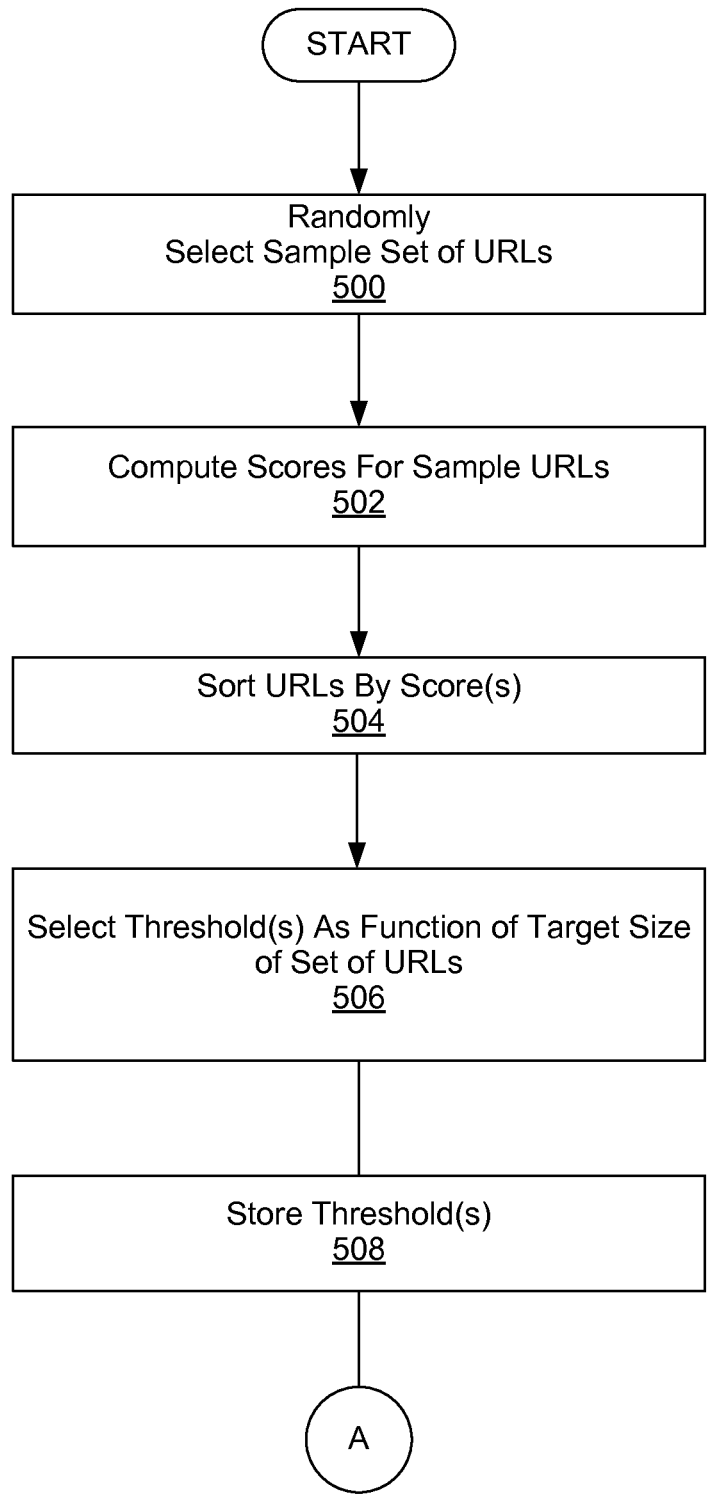 START
Randomly
Select Sample Set of URLs
500
Compute Scores For Sample URLs
502
Sort URLs By Score(s)
504
Select Threshold(s) As Function of Target Size
of Set of URLs
506
Store Threshold(s)
508
A